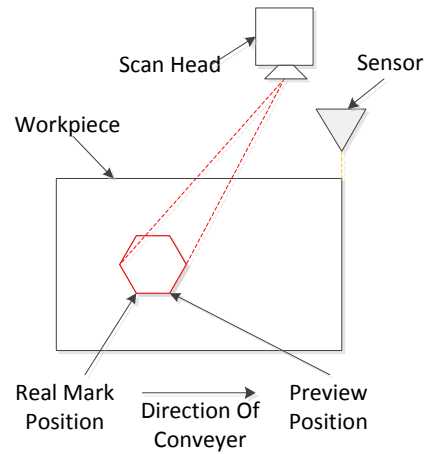 Scan Head
Sensor
Workpiece
Real Mark
Position
Direction Of
Conveyer
Preview
Position